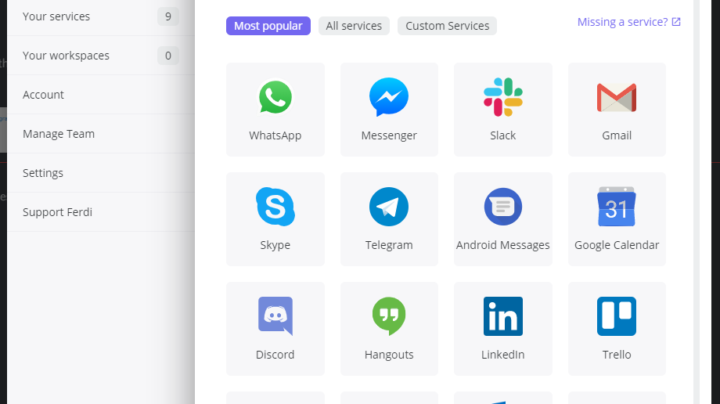 Your services 9
Your workspaces 0
Account
Manage Team
Settings
Support Ferdi
Most popular All services Custom Services Missing a service?
WhatsApp Messenger Slack Gmail
31
Skype Telegram Android Messages Google Calendar
in
Discord Hangouts LinkedIn Trello